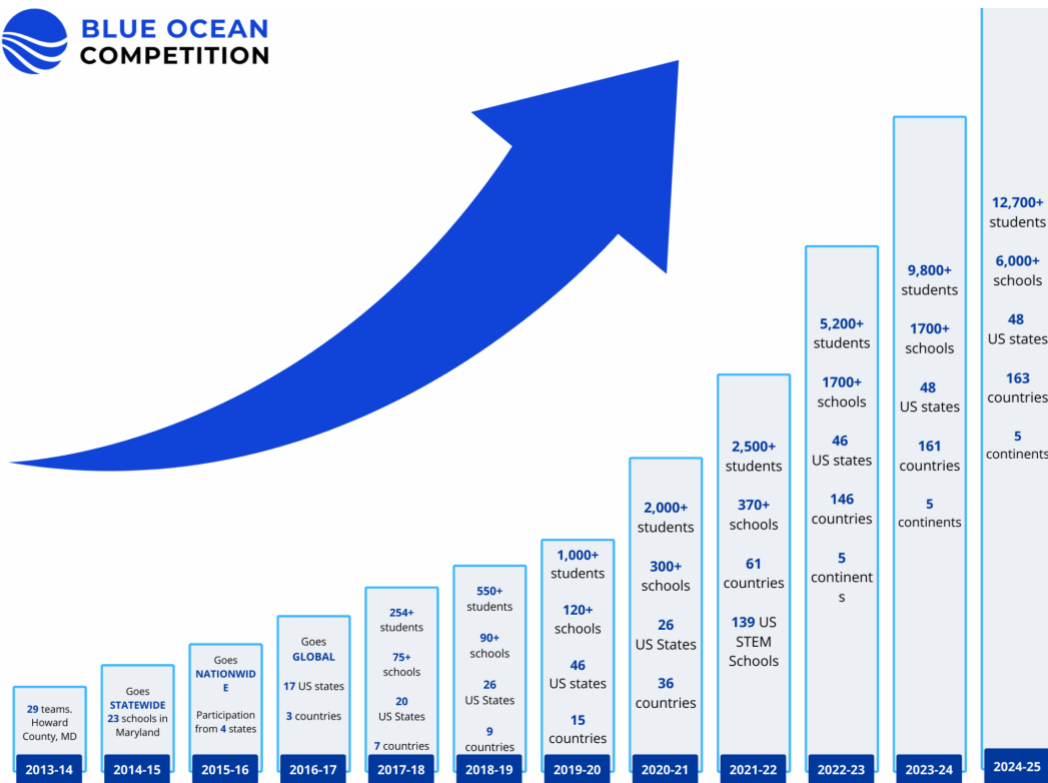 BLUE OCEAN
COMPETITION
29 teams.
Howard
County, MD
2013-14
Goes
STATEWIDE
23 schools in
Maryland
2014-15
Goes
NATIONWID
E
Participation
from 4 states
2015-16
Goes
GLOBAL
17 US states
3 countries
2016-17
254+
students
75+
schools
20
US States
7 countries
2017-18
550+
students
90+
schools
26
US States
9
countries
2018-19
1,000+
students
120+
schools
46
US states
15
countries
2019-20
2,000+
students
300+
schools
26
US States
36
countries
2020-21
2,500+
students
370+
schools
61
countries
139 US
STEM
Schools
2021-22
5,200+
students
1700+
schools
46
US states
146
countries
5
continent
s
2022-23
9,800+
students
1700+
schools
48
US states
161
countries
5
continents
2023-24
12,700+
students
6,000+
schools
48
US states
163
countries
5
continents
2024-25